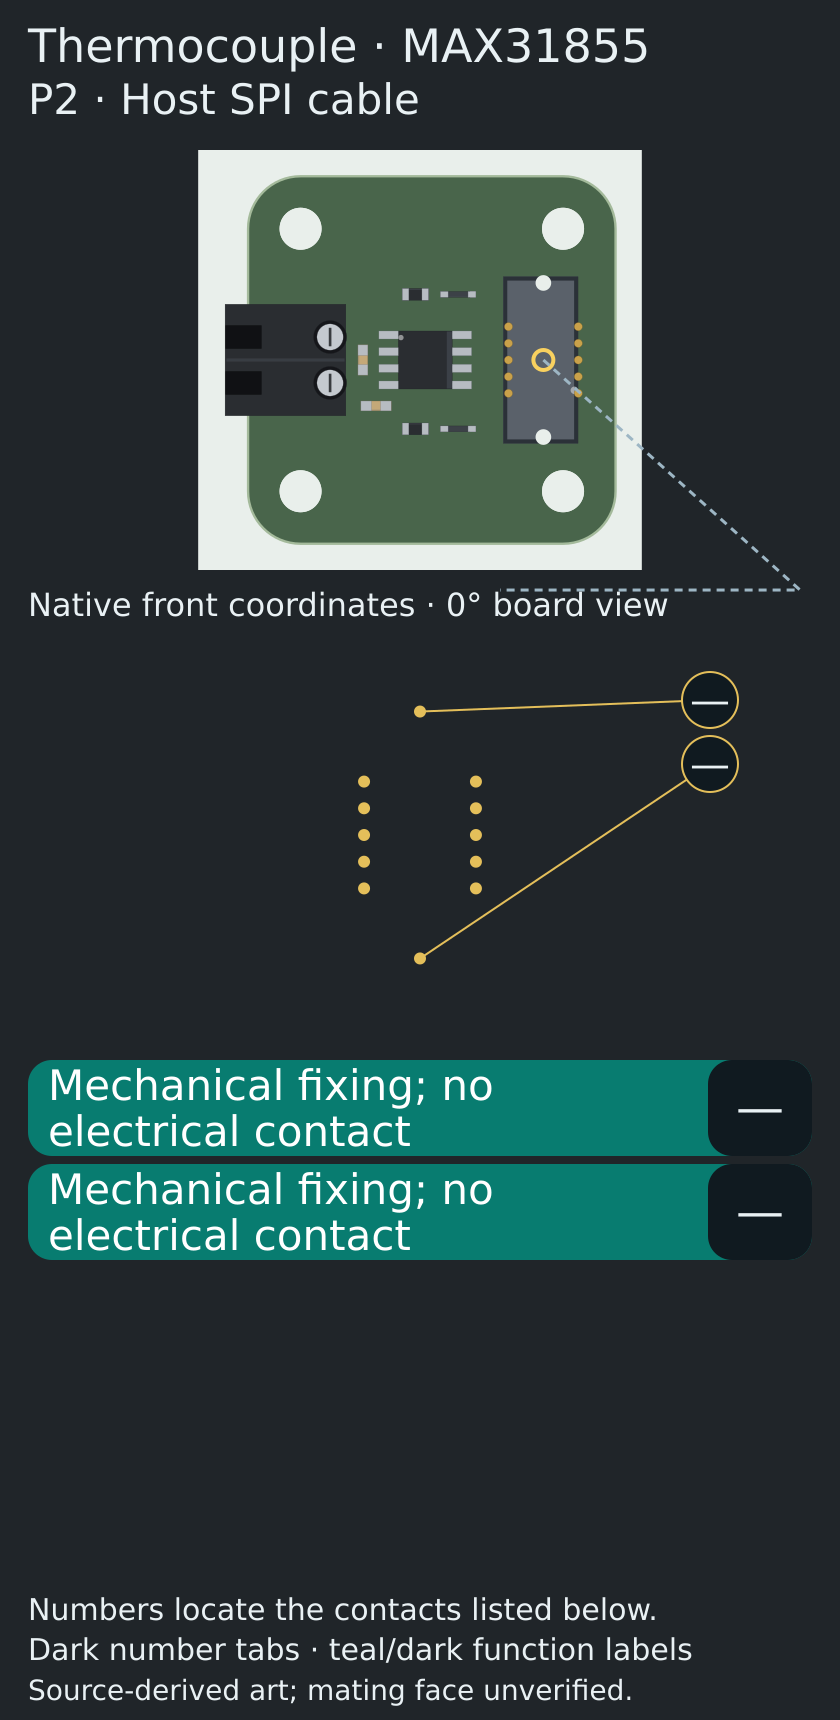 Thermocouple · MAX31855
P2 · Host SPI cable
Native front coordinates · 0° board view
—
—
Mechanical fixing; no
electrical contact
—
Mechanical fixing; no
electrical contact
—
Numbers locate the contacts listed below.
Dark number tabs · teal/dark function labels
Source-derived art; mating face unverified.